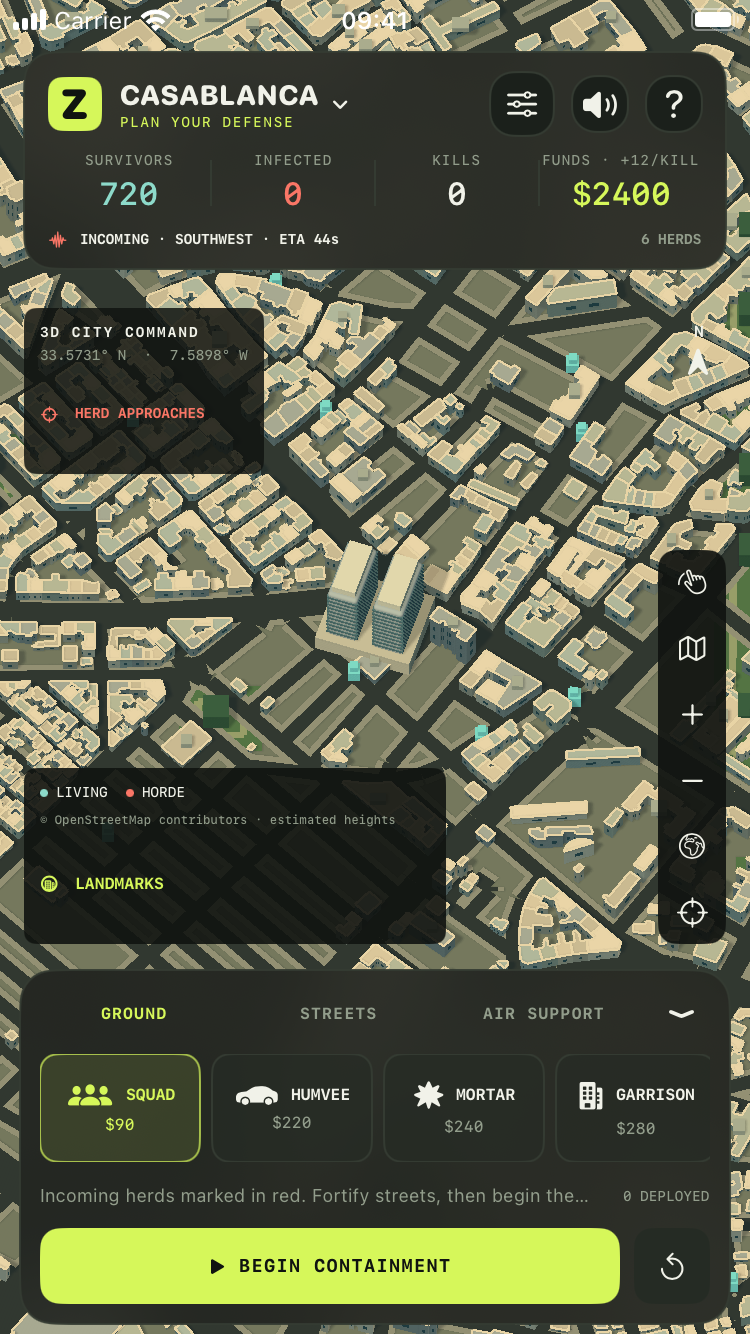 Carrier 09:41
Z CASABLANCA
PLAN YOUR DEFENSE
?
SURVIVORS INFECTED KILLS FUNDS · +12/KILL
720 0 0 $2400
INCOMING · SOUTHWEST · ETA 44s 6 HERDS
3D CITY COMMAND
33.5731° N · 7.5898° W
HERD APPROACHES
N
LIVING HORDE
© OpenStreetMap contributors · estimated heights
LANDMARKS
GROUND STREETS AIR SUPPORT
SQUAD HUMVEE MORTAR GARRISON
$90 $220 $240 $280
Incoming herds marked in red. Fortify streets, then begin the... 0 DEPLOYED
BEGIN CONTAINMENT